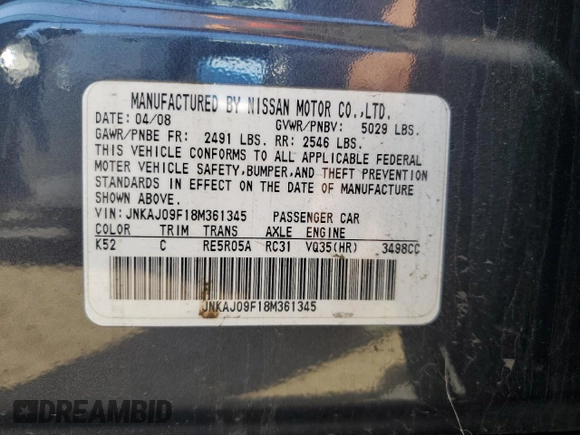 MANUFACTURED BY NISSAN MOTOR CO.,LTD.
DATE: 04/08 GVWR/PNBV: 5029 LBS.
GAWR/PNBE FR: 2491 LBS. RR: 2546 LBS.
THIS VEHICLE CONFORMS TO ALL APPLICABLE FEDERAL
MOTER VEHICLE SAFETY,BUMPER,AND THEFT PREVENTION
STANDARDS IN EFFECT ON THE DATE OF MANUFACTURE
SHOWN ABOVE.
VIN: JNKAJ09F18M361345 PASSENGER CAR
COLOR TRIM TRANS AXLE ENGINE
K52 C RE5R05A RC31 VQ35(HR) 3498CC
JNKAJ09F18M361345
DREAMBID